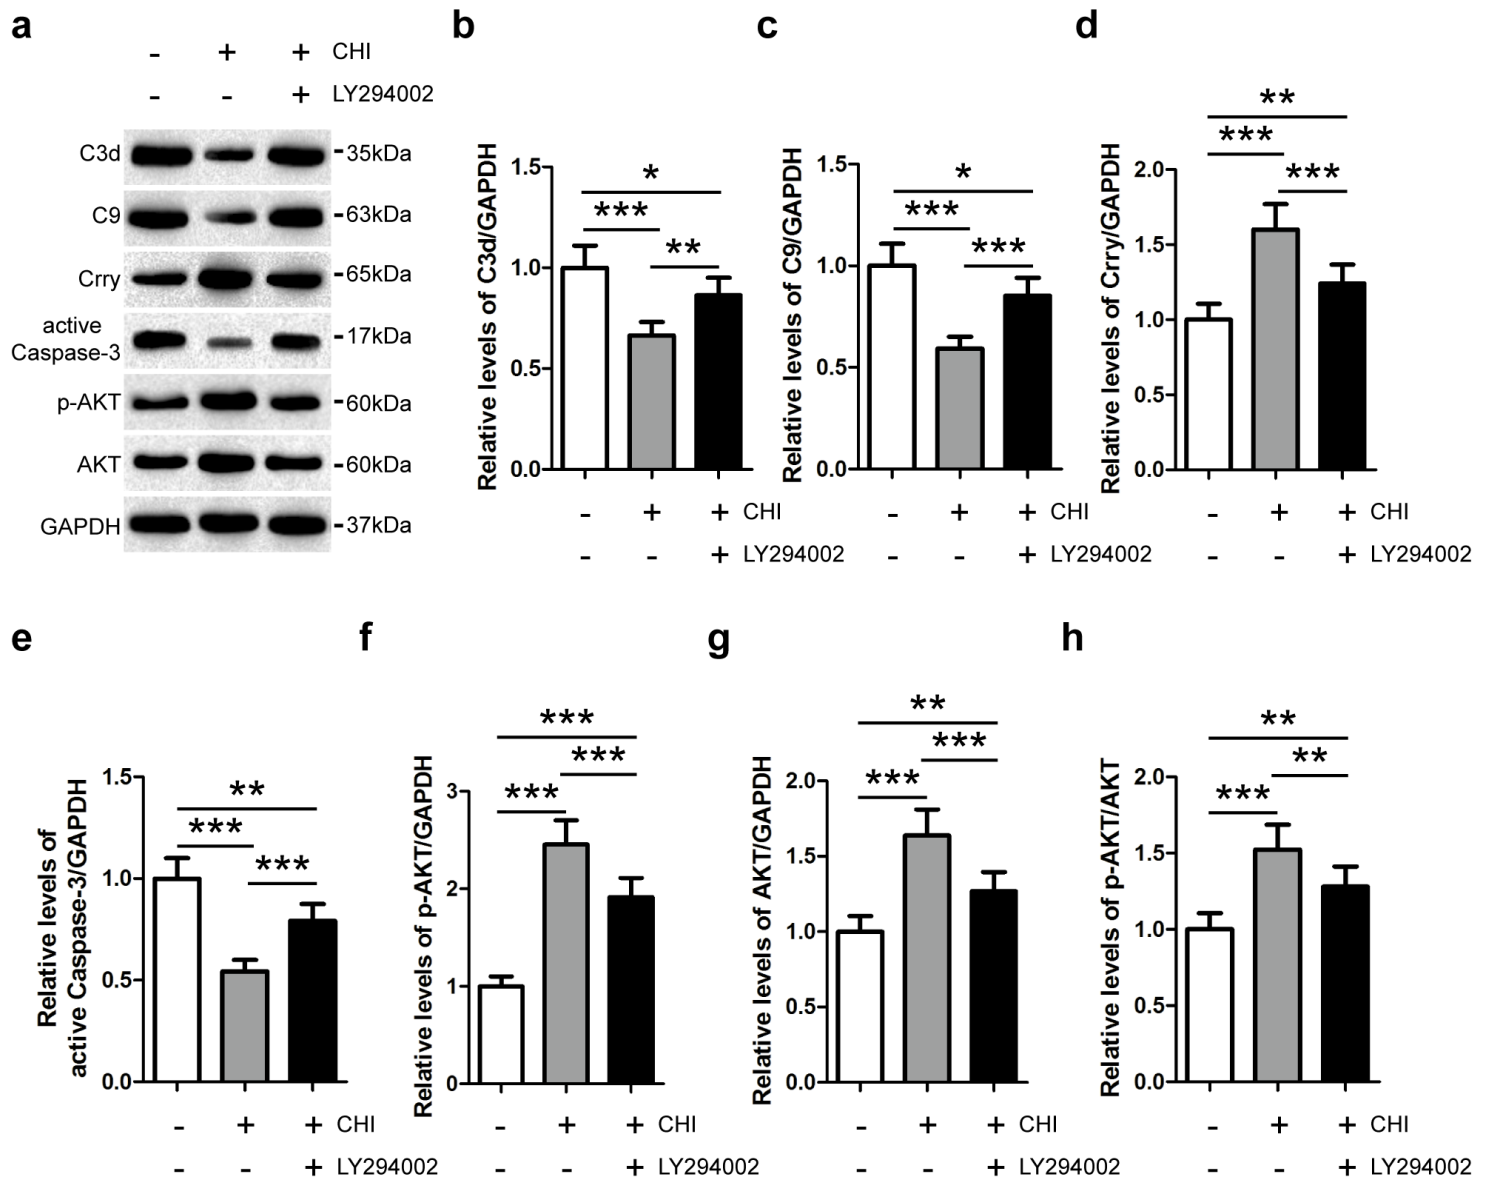 a
- + + CHI
- - + LY294002
C3d -35kDa
C9 -63kDa
Crry -65kDa
active
Caspase-3 -17kDa
p-AKT -60kDa
AKT -60kDa
GAPDH -37kDa
b
Relative levels of C3d/GAPDH
1.5
1.0
0.5
0.0
*
***
**
- + + CHI
- - + LY294002
c
Relative levels of C9/GAPDH
1.5
1.0
0.5
0.0
*
***
***
- + + CHI
- - + LY294002
d
Relative levels of Crry/GAPDH
2.0
1.5
1.0
0.5
0.0
**
***
***
- + + CHI
- - + LY294002
e
Relative levels of
active Caspase-3/GAPDH
1.5
1.0
0.5
0.0
**
***
***
- + + CHI
- - + LY294002
f
Relative levels of p-AKT/GAPDH
3
2
1
0
***
***
***
- + + CHI
- - + LY294002
g
Relative levels of AKT/GAPDH
2.0
1.5
1.0
0.5
0.0
**
***
***
- + + CHI
- - + LY294002
h
Relative levels of p-AKT/AKT
2.0
1.5
1.0
0.5
0.0
**
**
***
- + + CHI
- - + LY294002